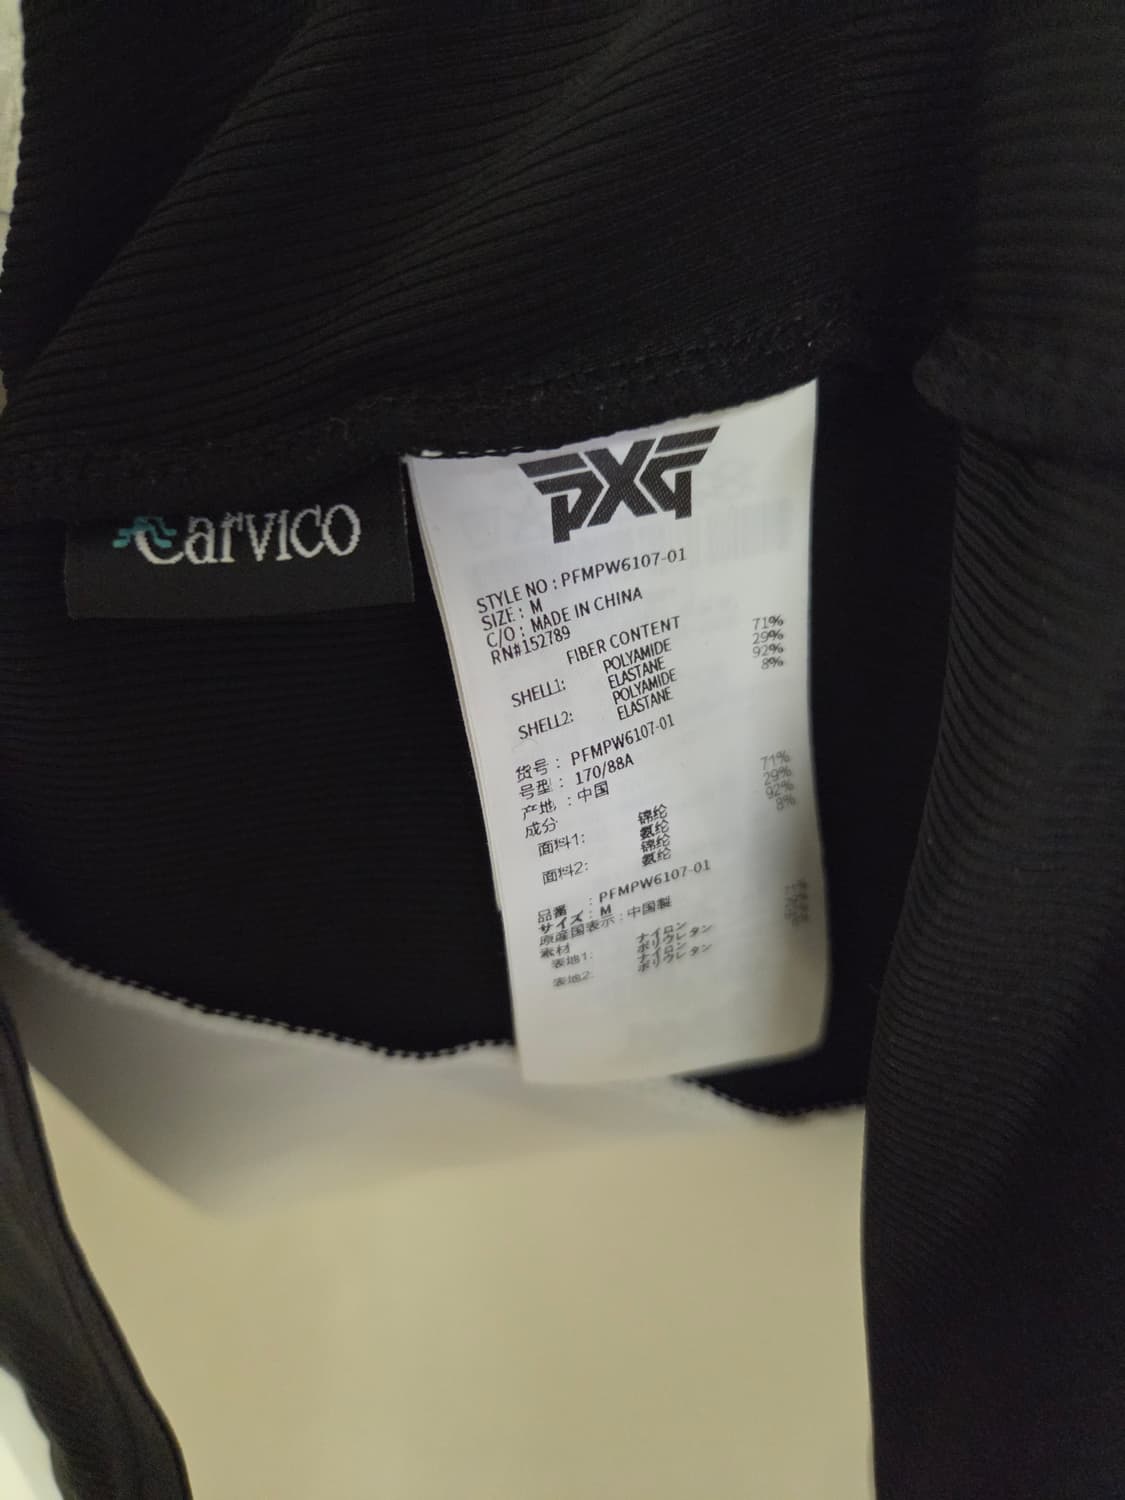 Carvico
PXG
STYLE NO : PFMPW6107-01
SIZE : M
C/O : MADE IN CHINA
RN#152789
FIBER CONTENT
SHELL1: POLYAMIDE 71%
ELASTANE 29%
SHELL2: POLYAMIDE 92%
ELASTANE 8%
货号 : PFMPW6107-01
号型 : 170/88A
产地 : 中国
成分
面料1: 锦纶 71%
氨纶 29%
面料2: 锦纶 92%
氨纶 8%
品番 : PFMPW6107-01
サイズ : M
原産国表示 : 中国製
素材
表地1: ナイロン
ポリウレタン
表地2: ナイロン
ポリウレタン